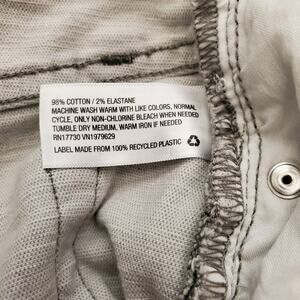 98% COTTON / 2% ELASTANE
MACHINE WASH WARM WITH LIKE COLORS, NORMAL
CYCLE, ONLY NON-CHLORINE BLEACH WHEN NEEDED
TUMBLE DRY MEDIUM, WARM IRON IF NEEDED
RN17730 VN1979629
LABEL MADE FROM 100% RECYCLED PLASTIC